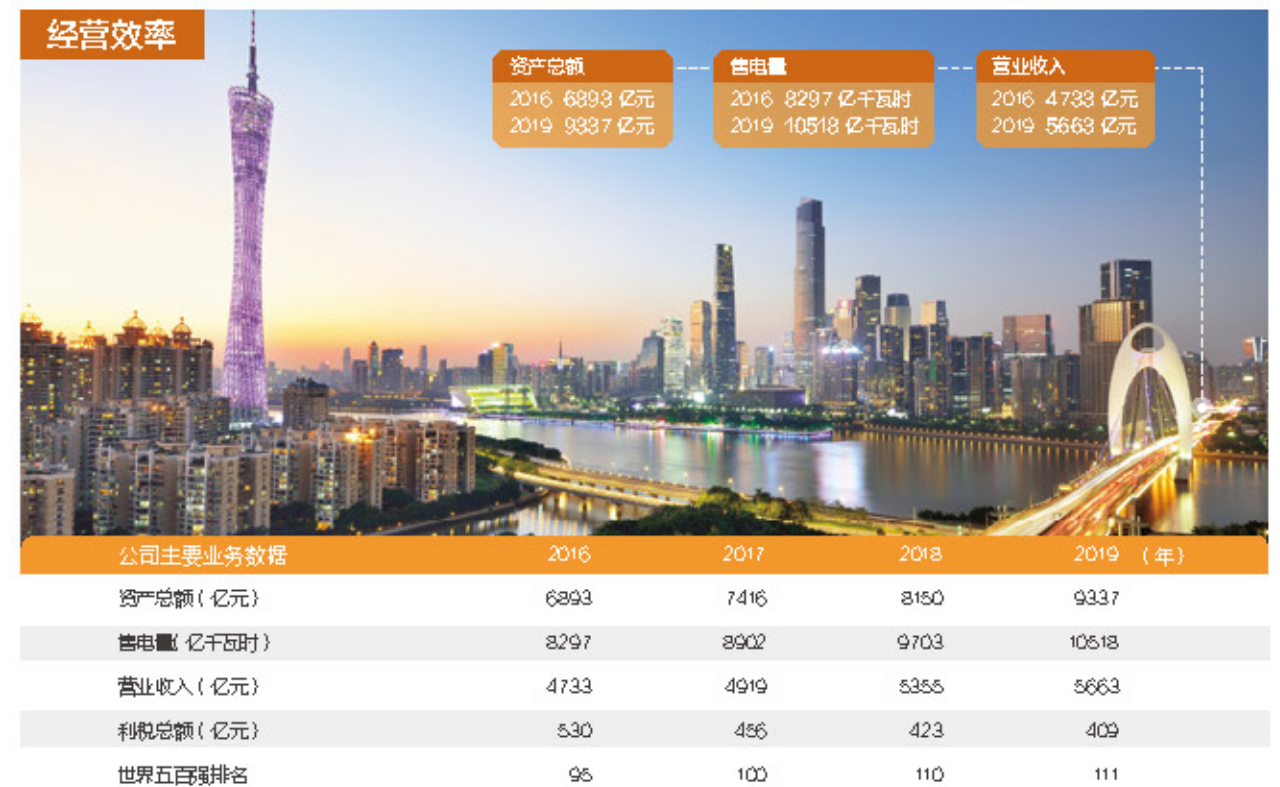 经营效率
资产总额
2016 6893 亿元
2019 9337 亿元
售电量
2016 8297 亿千瓦时
2019 10518 亿千瓦时
营业收入
2016 4733 亿元
2019 5663 亿元
公司主要业务数据 2016 2017 2018 2019 (年)
资产总额(亿元) 6893 7416 8150 9337
售电量(亿千瓦时) 8297 8902 9703 10518
营业收入(亿元) 4733 4919 5355 5663
利税总额(亿元) 530 456 423 409
世界五百强排名 95 100 110 111